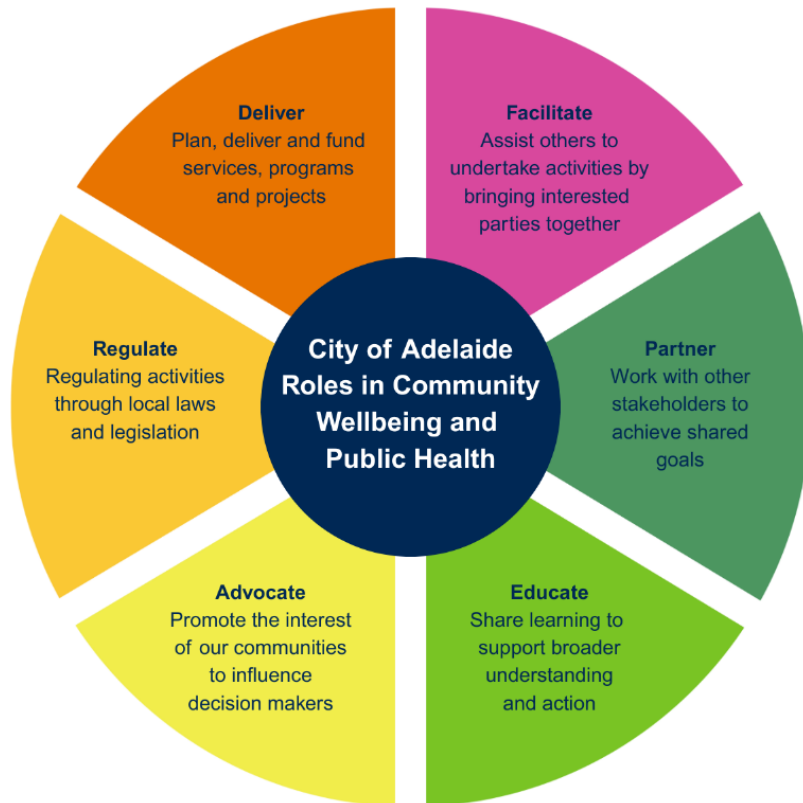 Deliver
Plan, deliver and fund
services, programs
and projects
Facilitate
Assist others to
undertake activities by
bringing interested
parties together
Regulate
Regulating activities
through local laws
and legislation
City of Adelaide
Roles in Community
Wellbeing and
Public Health
Partner
Work with other
stakeholders to
achieve shared
goals
Advocate
Promote the interest
of our communities
to influence
decision makers
Educate
Share learning to
support broader
understanding
and action